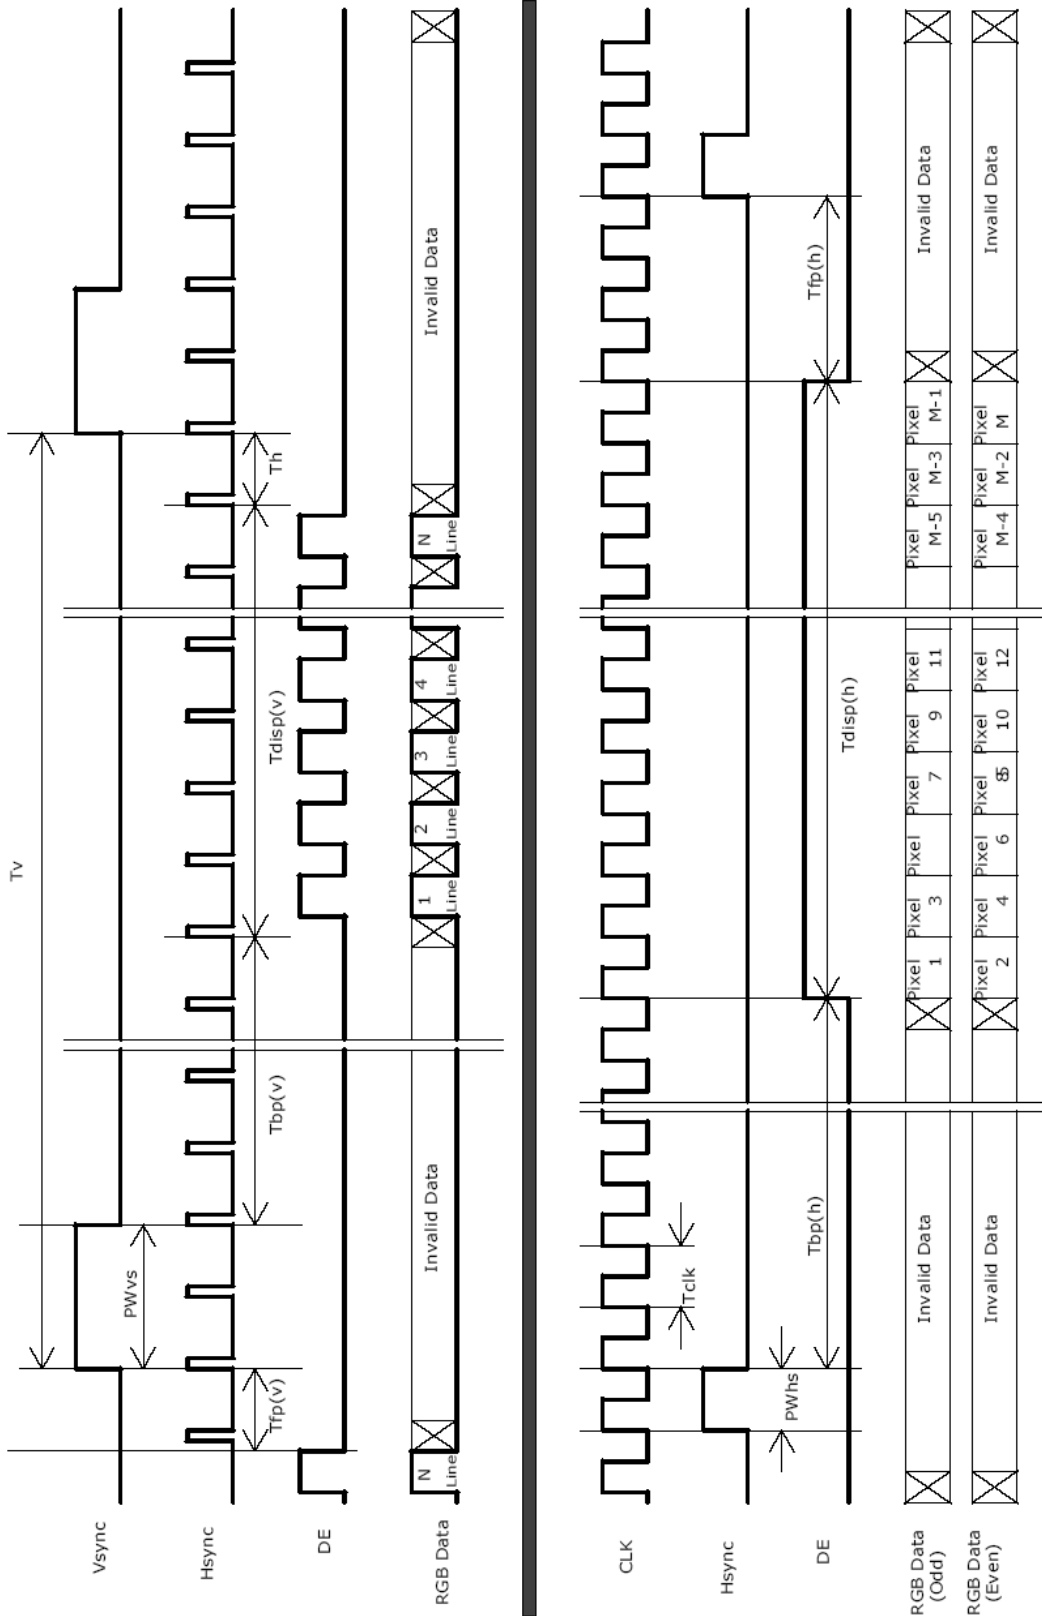 Tv
Vsync
PWvs
Hsync
Tfp(v) Tbp(v) Tdisp(v) Th
DE
RGB Data
N 1 2 3 4 N
Line Invalid Data Line Line Line Line Line Invalid Data
CLK
Tclk
Hsync
PWhs
Tbp(h) Tdisp(h) Tfp(h)
DE
RGB Data
(Odd)
Pixel Pixel Pixel Pixel Pixel Pixel Pixel Pixel Pixel
Invalid Data 1 3 7 9 11 M-5 M-3 M-1 Invalid Data
RGB Data
(Even)
Pixel Pixel Pixel Pixel Pixel Pixel Pixel Pixel Pixel
Invalid Data 2 4 6 10 12 M-4 M-2 M Invalid Data